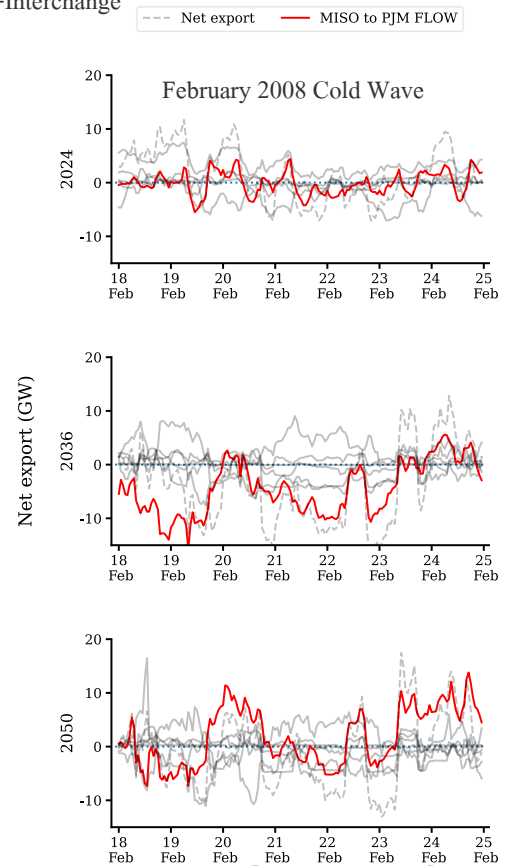 -Interchange
Net export MISO to PJM FLOW
February 2008 Cold Wave
20
10
0
-10
2024
18 19 20 21 22 23 24 25
Feb Feb Feb Feb Feb Feb Feb Feb
Net export (GW)
20
10
0
-10
2036
18 19 20 21 22 23 24 25
Feb Feb Feb Feb Feb Feb Feb Feb
20
10
0
-10
2050
18 19 20 21 22 23 24 25
Feb Feb Feb Feb Feb Feb Feb Feb